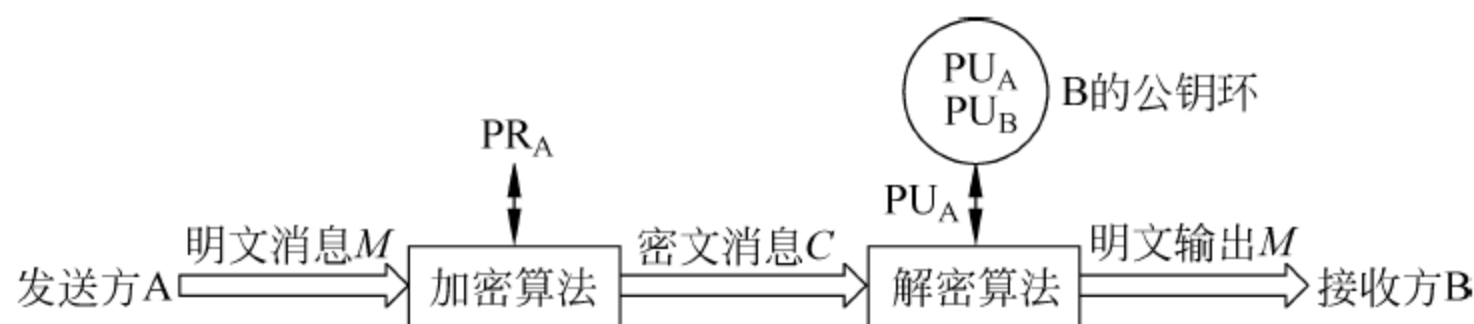 PU_A
PU_B
B的公钥环
PR_A
PU_A
明文消息M
密文消息C
明文输出M
发送方A
加密算法
解密算法
接收方B